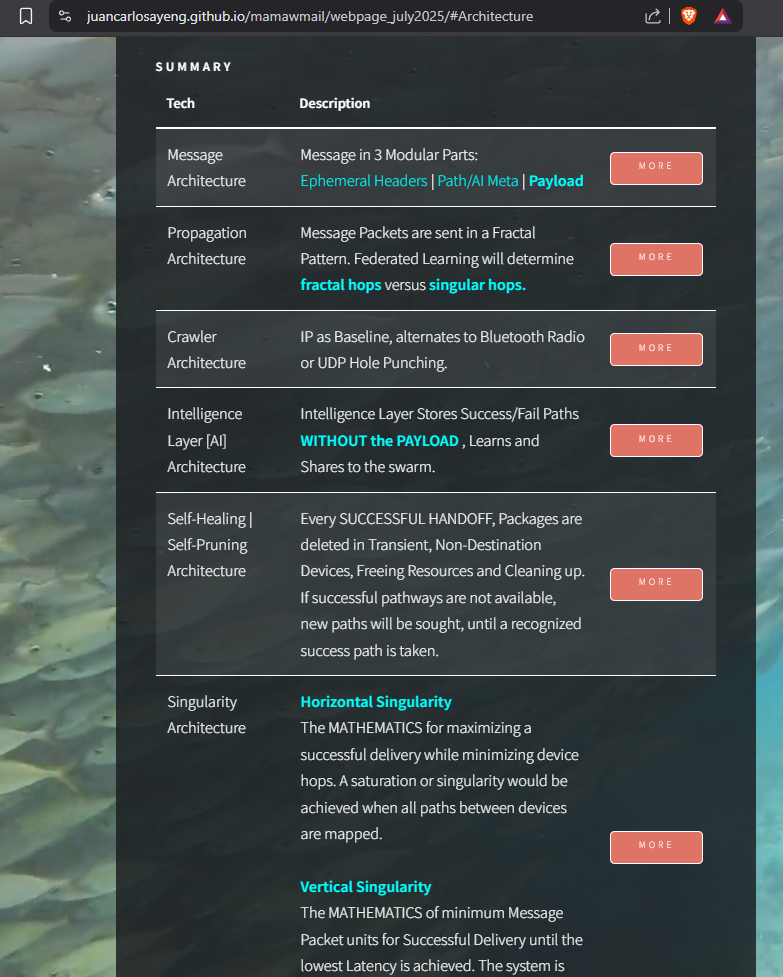 juancarlosayeng.github.io/mamawmail/webpage_july2025/#Architecture
SUMMARY
Tech Description
Message
Architecture
Message in 3 Modular Parts:
Ephemeral Headers | Path/AI Meta | Payload
MORE
Propagation
Architecture
Message Packets are sent in a Fractal
Pattern. Federated Learning will determine
fractal hops versus singular hops.
MORE
Crawler
Architecture
IP as Baseline, alternates to Bluetooth Radio
or UDP Hole Punching.
MORE
Intelligence
Layer [AI]
Architecture
Intelligence Layer Stores Success/Fail Paths
WITHOUT the PAYLOAD , Learns and
Shares to the swarm.
MORE
Self-Healing |
Self-Pruning
Architecture
Every SUCCESSFUL HANDOFF, Packages are
deleted in Transient, Non-Destination
Devices, Freeing Resources and Cleaning up.
If successful pathways are not available,
new paths will be sought, until a recognized
success path is taken.
MORE
Singularity
Architecture
Horizontal Singularity
The MATHEMATICS for maximizing a
successful delivery while minimizing device
hops. A saturation or singularity would be
achieved when all paths between devices
are mapped.
MORE
Vertical Singularity
The MATHEMATICS of minimum Message
Packet units for Successful Delivery until the
lowest Latency is achieved. The system is